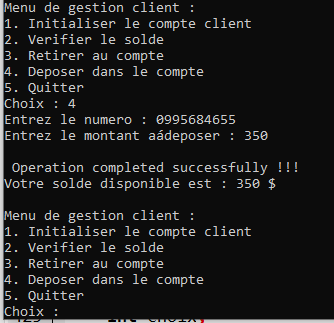 Menu de gestion client :
1. Initialiser le compte client
2. Verifier le solde
3. Retirer au compte
4. Deposer dans le compte
5. Quitter
Choix : 4
Entrez le numero : 0995684655
Entrez le montant aádeposer : 350
Operation completed successfully !!!
Votre solde disponible est : 350 $
Menu de gestion client :
1. Initialiser le compte client
2. Verifier le solde
3. Retirer au compte
4. Deposer dans le compte
5. Quitter
Choix :